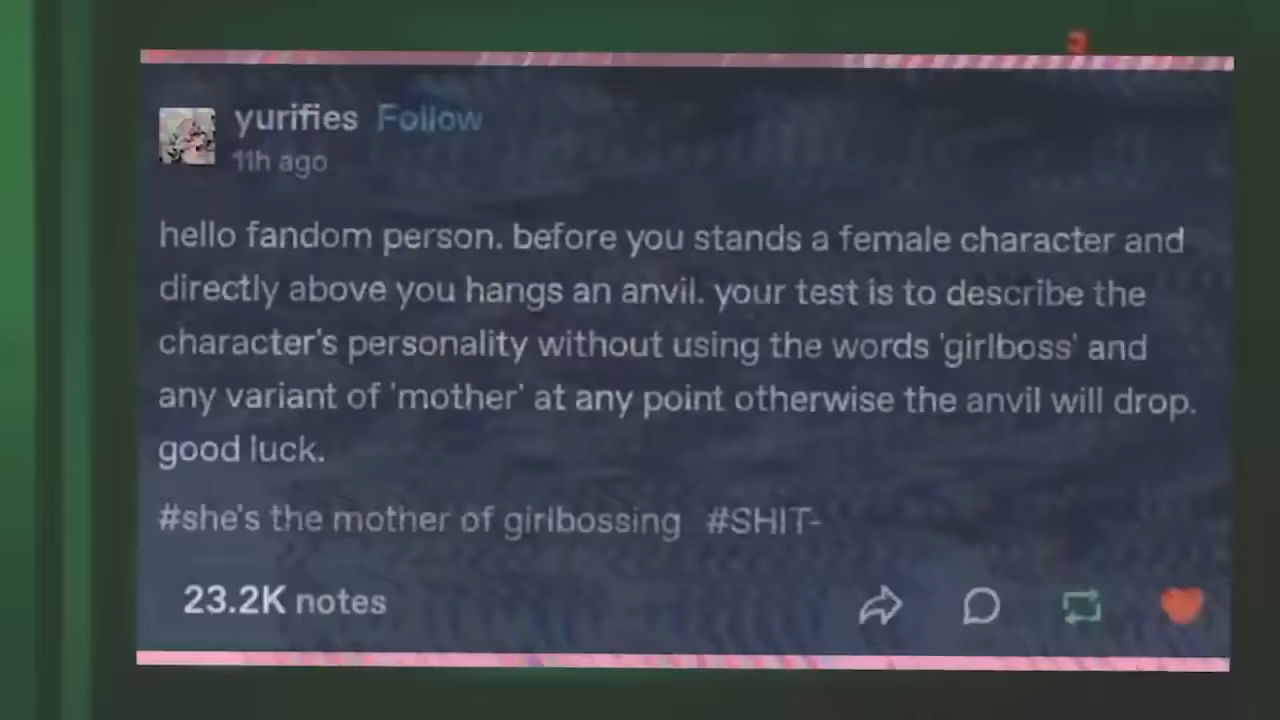 3
yurifies Follow
11h ago
hello fandom person. before you stands a female character and
directly above you hangs an anvil. your test is to describe the
character's personality without using the words 'girlboss' and
any variant of 'mother' at any point otherwise the anvil will drop.
good luck.
#she's the mother of girlbossing #SHIT-
23.2K notes